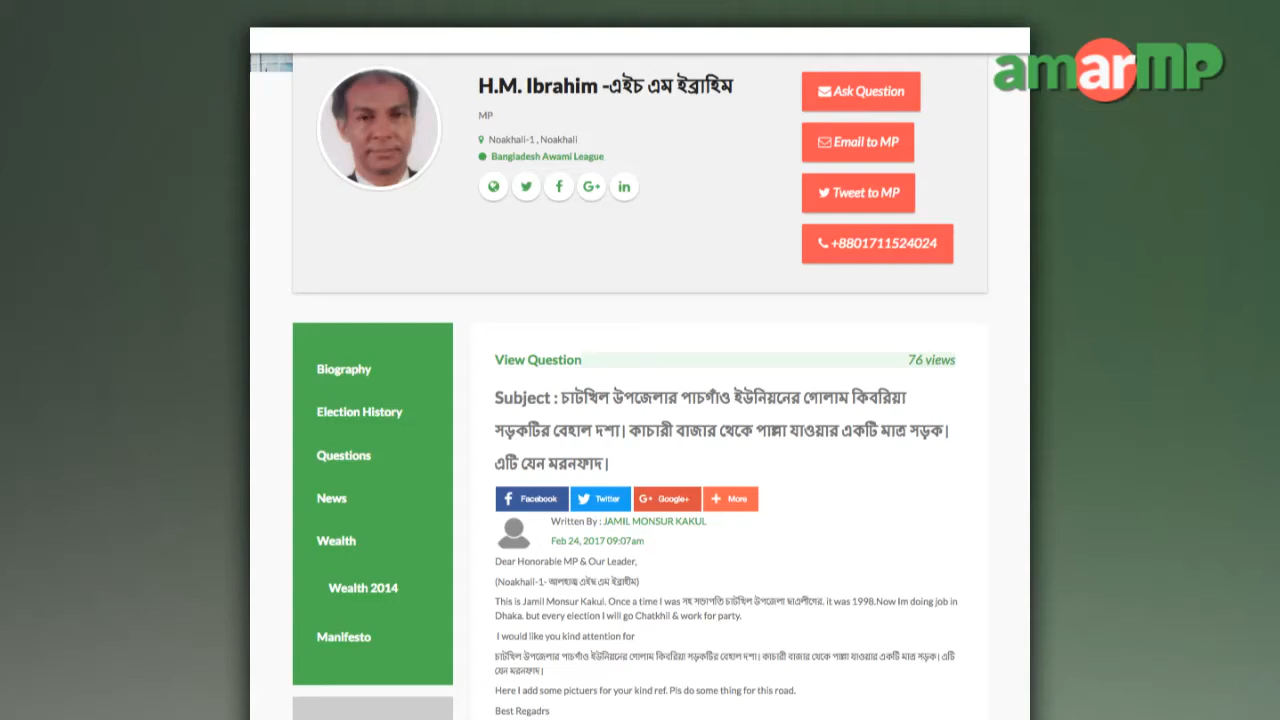 amarMP
H.M. Ibrahim -এইচ এম ইব্রাহিম
MP
Noakhali-1 , Noakhali
Bangladesh Awami League
Ask Question
Email to MP
Tweet to MP
+8801711524024
Biography
Election History
Questions
News
Wealth
Wealth 2014
Manifesto
View Question 76 views
Subject : চাটখিল উপজেলার পাচগাঁও ইউনিয়নের গোলাম কিবরিয়া
সড়কটির বেহাল দশা। কাচারী বাজার থেকে পাল্লা যাওয়ার একটি মাত্র সড়ক।
এটি যেন মরনফাদ।
Facebook Twitter Google+ More
Written By : JAMIL MONSUR KAKUL
Feb 24, 2017 09:07am
Dear Honorable MP & Our Leader,
(Noakhali-1- আলহাজ্ব এইচ এম ইব্রাহীম)
This is Jamil Monsur Kakul. Once a time I was সহ সভাপতি চাটখিল উপজেলা ছাএলীগের. it was 1998.Now Im doing job in
Dhaka. but every election I will go Chatkhil & work for party.
I would like you kind attention for
চাটখিল উপজেলার পাচগাঁও ইউনিয়নের গোলাম কিবরিয়া সড়কটির বেহাল দশা। কাচারী বাজার থেকে পাল্লা যাওয়ার একটি মাত্র সড়ক। এটি
যেন মরনফাদ।
Here I add some pictuers for your kind ref. Pls do some thing for this road.
Best Regadrs